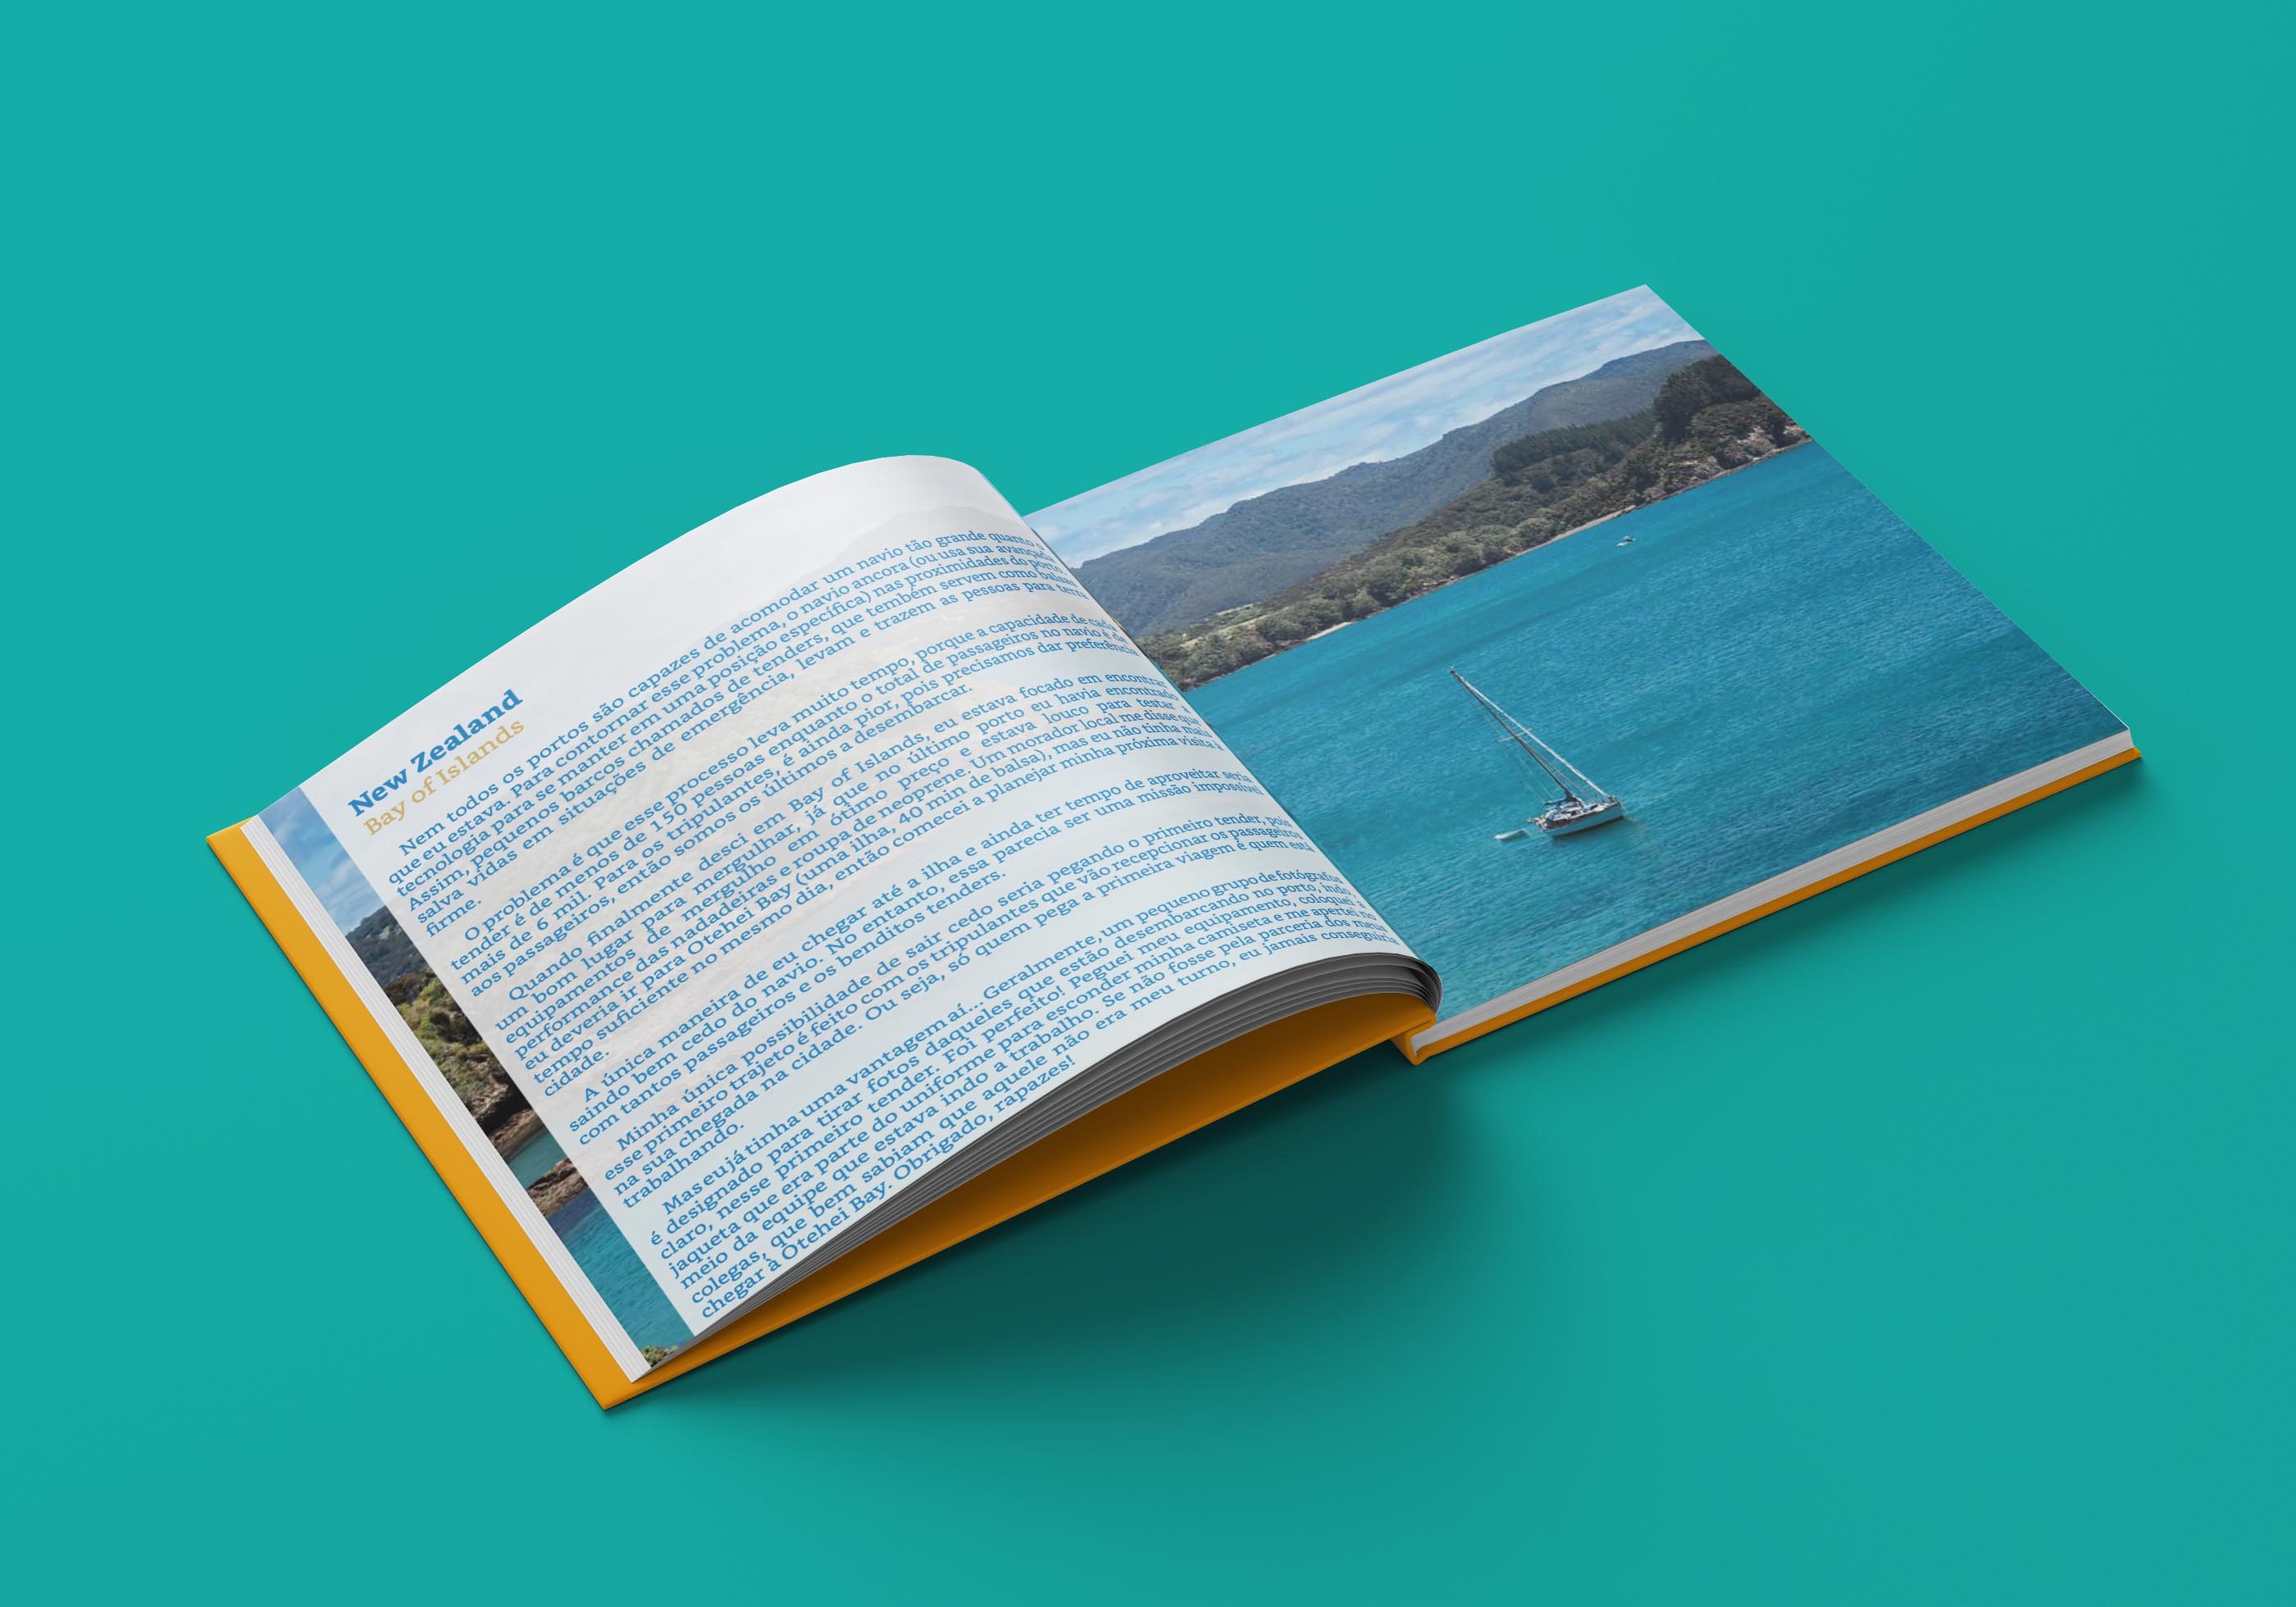 New Zealand
Bay of Islands
Nem todos os portos são capazes de acomodar um navio tão grande quanto o
que eu estava. Para contornar esse problema, o navio ancora (ou usa sua avançada
tecnologia para se manter em uma posição específica) nas proximidades do porto.
Assim, pequenos barcos chamados de tenders, que também servem como balsas
salva vidas em situações de emergência, levam e trazem as pessoas para terra
firme.
O problema é que esse processo leva muito tempo, porque a capacidade de cada
tender é de menos de 150 pessoas enquanto o total de passageiros no navio é de
mais de 6 mil. Para os tripulantes, é ainda pior, pois precisamos dar preferência
aos passageiros, então somos os últimos a desembarcar.
Quando finalmente desci em Bay of Islands, eu estava focado em encontrar
um bom lugar para mergulhar, já que no último porto eu havia encontrado
equipamentos de mergulho em ótimo preço e estava louco para testar a
performance das nadadeiras e roupa de neoprene. Um morador local me disse que
eu deveria ir para Otehei Bay (uma ilha, 40 min de balsa), mas eu não tinha mais
tempo suficiente no mesmo dia, então comecei a planejar minha próxima visita à
cidade.
A única maneira de eu chegar até a ilha e ainda ter tempo de aproveitar seria
saindo bem cedo do navio. No entanto, essa parecia ser uma missão impossível
com tantos passageiros e os benditos tenders.
Minha única possibilidade de sair cedo seria pegando o primeiro tender, pois
esse primeiro trajeto é feito com os tripulantes que vão recepcionar os passageiros
na sua chegada na cidade. Ou seja, só quem pega a primeira viagem é quem está
trabalhando.
Mas eu já tinha uma vantagem aí... Geralmente, um pequeno grupo de fotógrafos
é designado para tirar fotos daqueles que estão desembarcando no porto, indo,
claro, nesse primeiro tender. Foi perfeito! Peguei meu equipamento, coloquei a
jaqueta que era parte do uniforme para esconder minha camiseta e me apertei no
meio da equipe que estava indo a trabalho. Se não fosse pela parceria dos meus
colegas, que bem sabiam que aquele não era meu turno, eu jamais conseguiria
chegar à Otehei Bay. Obrigado, rapazes!